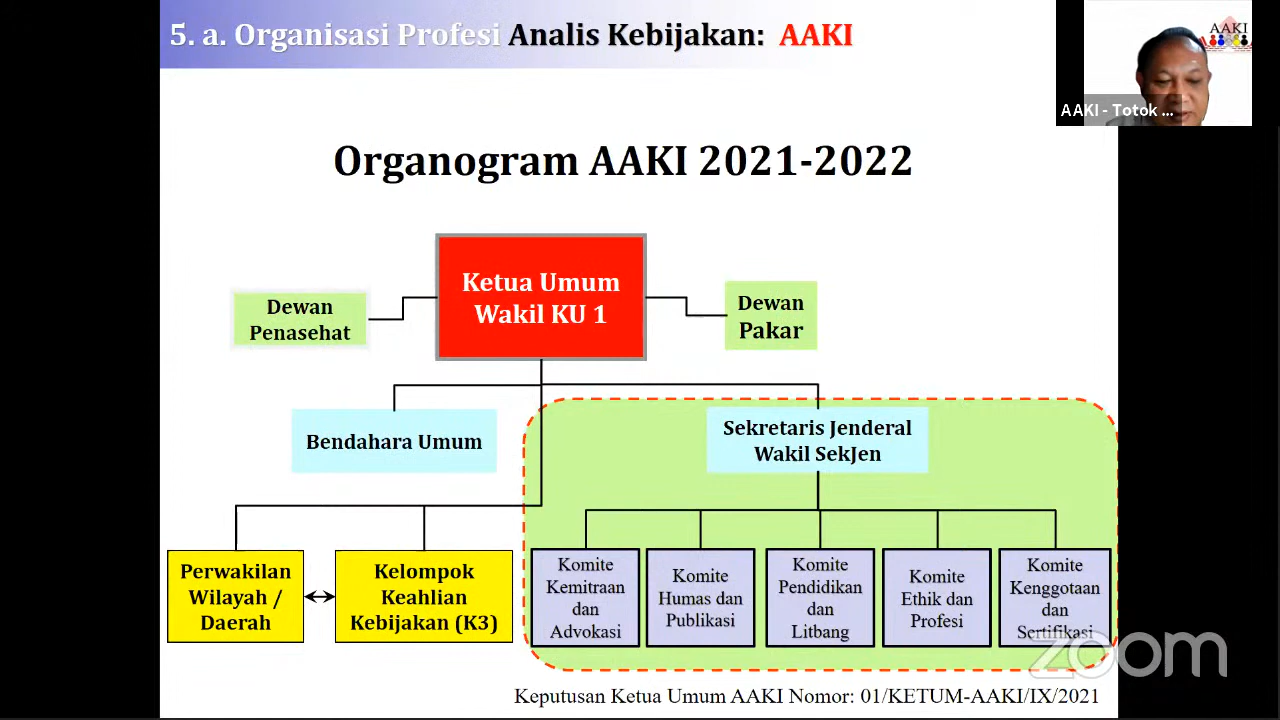 5. a. Organisasi Profesi Analis Kebijakan: AAKI
AAKI
AAKI - Totok ...
Organogram AAKI 2021-2022
Ketua Umum
Wakil KU 1
Dewan
Penasehat
Dewan
Pakar
Bendahara Umum
Sekretaris Jenderal
Wakil SekJen
Perwakilan
Wilayah /
Daerah
Kelompok
Keahlian
Kebijakan (K3)
Komite
Kemitraan
dan
Advokasi
Komite
Humas dan
Publikasi
Komite
Pendidikan
dan
Litbang
Komite
Ethik dan
Profesi
Komite
Kenggotaan
dan
Sertifikasi
zoom
Keputusan Ketua Umum AAKI Nomor: 01/KETUM-AAKI/IX/2021